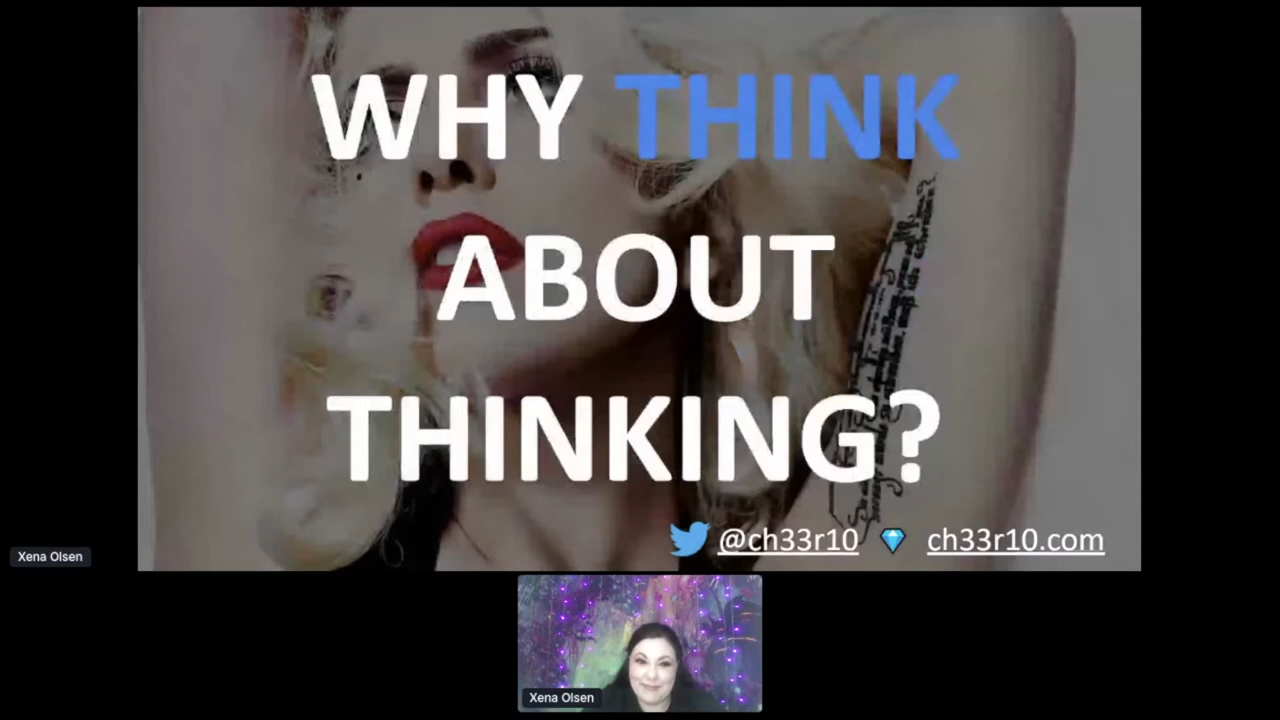 WHY THINK
ABOUT
THINKING?
@ch33r10 ch33r10.com
Xena Olsen
Xena Olsen